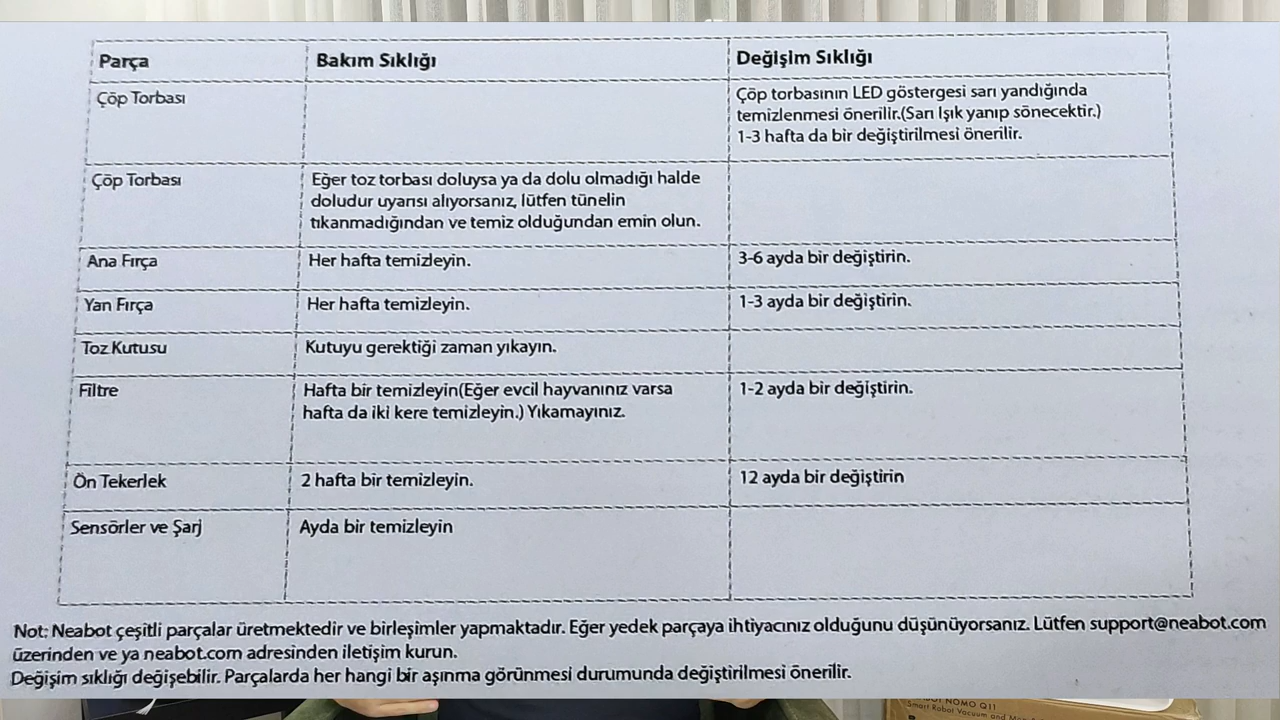 Parça
Bakım Sıklığı
Değişim Sıklığı
Çöp Torbası
Çöp torbasının LED göstergesi sarı yandığında
temizlenmesi önerilir.(Sarı Işık yanıp sönecektir.)
1-3 hafta da bir değiştirilmesi önerilir.
Çöp Torbası
Eğer toz torbası doluysa ya da dolu olmadığı halde
doludur uyarısı alıyorsanız, lütfen tünelin
tıkanmadığından ve temiz olduğundan emin olun.
Ana Fırça
Her hafta temizleyin.
3-6 ayda bir değiştirin.
Yan Fırça
Her hafta temizleyin.
1-3 ayda bir değiştirin.
Toz Kutusu
Kutuyu gerektiği zaman yıkayın.
Filtre
Hafta bir temizleyin(Eğer evcil hayvanınız varsa
hafta da iki kere temizleyin.) Yıkamayınız.
1-2 ayda bir değiştirin.
Ön Tekerlek
2 hafta bir temizleyin.
12 ayda bir değiştirin
Sensörler ve Şarj
Ayda bir temizleyin
Not: Neabot çeşitli parçalar üretmektedir ve birleşimler yapmaktadır. Eğer yedek parçaya ihtiyacınız olduğunu düşünüyorsanız. Lütfen support@neabot.com
üzerinden ve ya neabot.com adresinden iletişim kurun.
Değişim sıklığı değişebilir. Parçalarda her hangi bir aşınma görünmesi durumunda değiştirilmesi önerilir.
NOMO Q11
Smart Robot Vacuum and